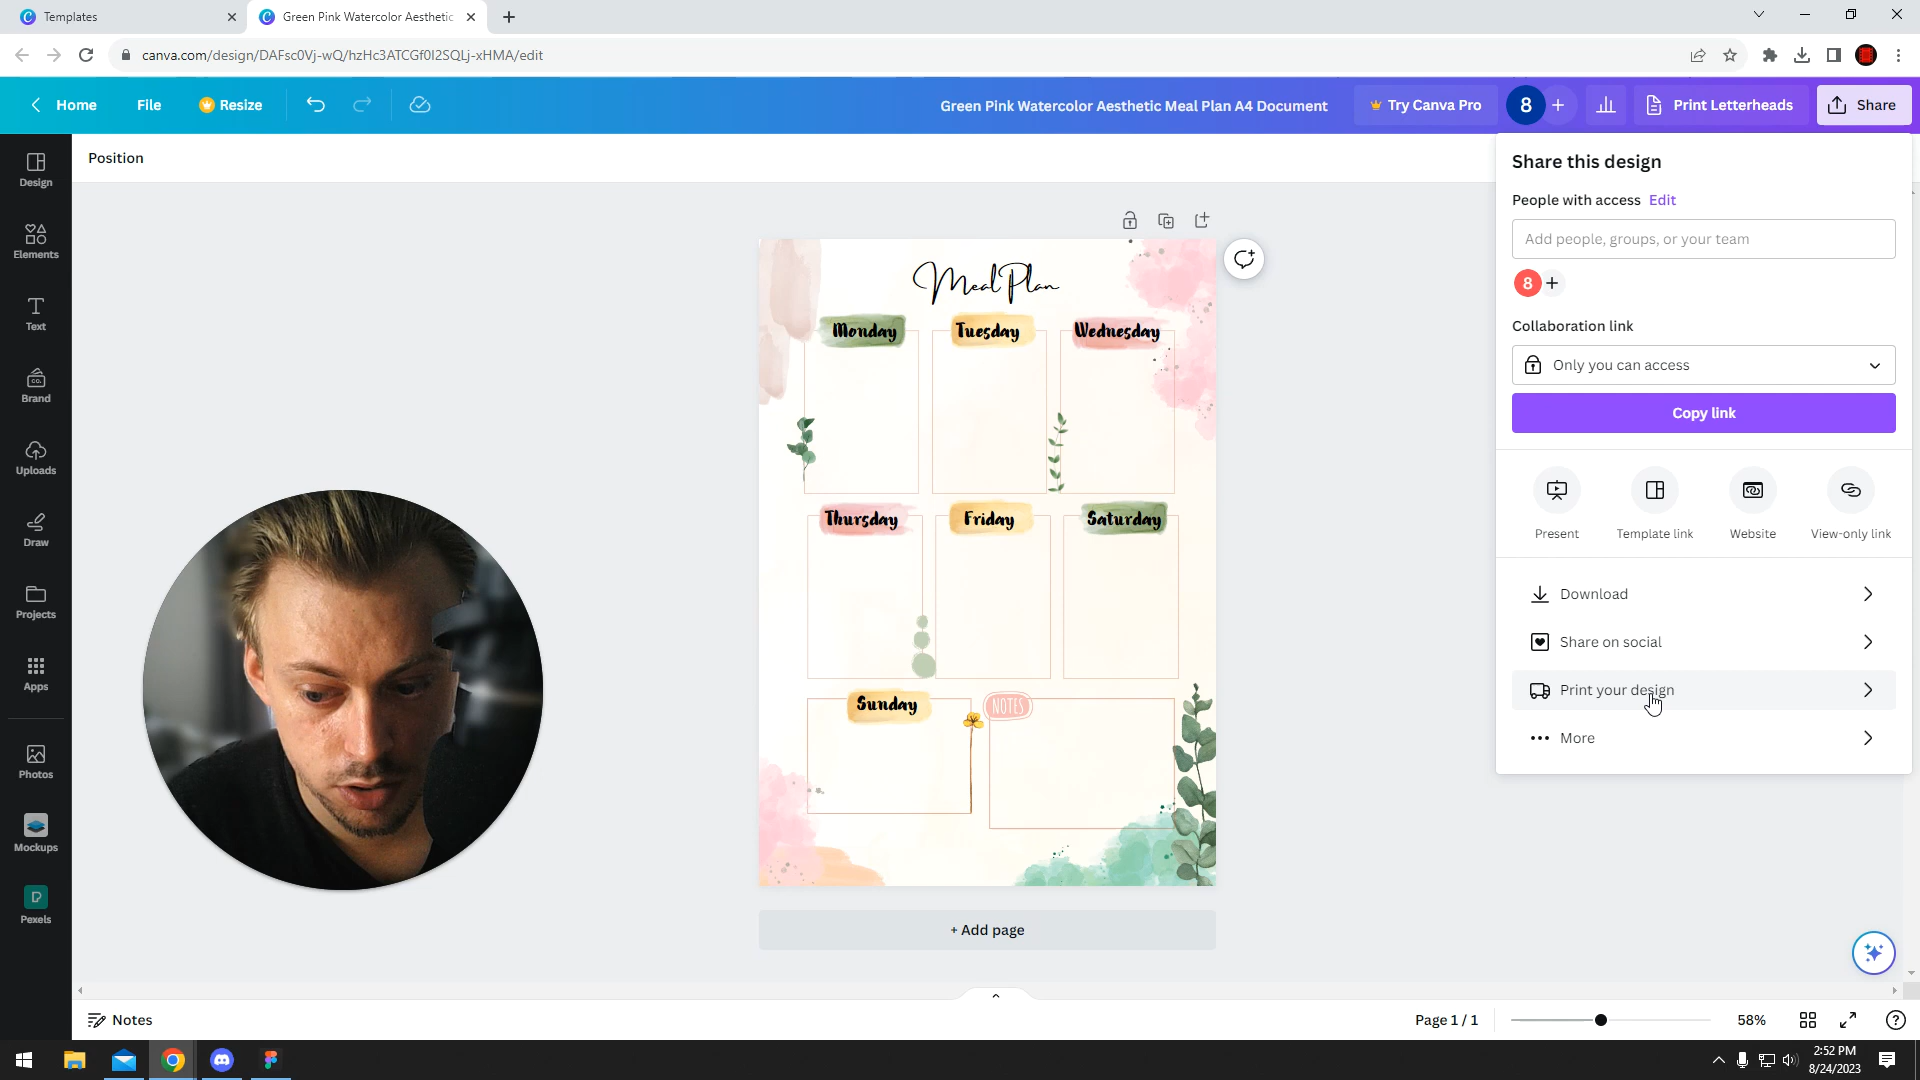 Templates
Green Pink Watercolor Aesthetic
canva.com/design/DAFsc0Vj-wQ/hzHc3ATCGf0I2SQLj-xHMA/edit
Home
File
Resize
Green Pink Watercolor Aesthetic Meal Plan A4 Document
Try Canva Pro
8
Print Letterheads
Share
Position
Design
Elements
Text
CO.
Brand
Uploads
Draw
Projects
Apps
Photos
Mockups
Pexels
Meal Plan
Monday
Tuesday
Wednesday
Thursday
Friday
Saturday
Sunday
NOTES
+ Add page
Share this design
People with access Edit
Add people, groups, or your team
8
Collaboration link
Only you can access
Copy link
Present
Template link
Website
View-only link
Download
Share on social
Print your design
More
Notes
Page 1 / 1
58%
2:52 PM
8/24/2023